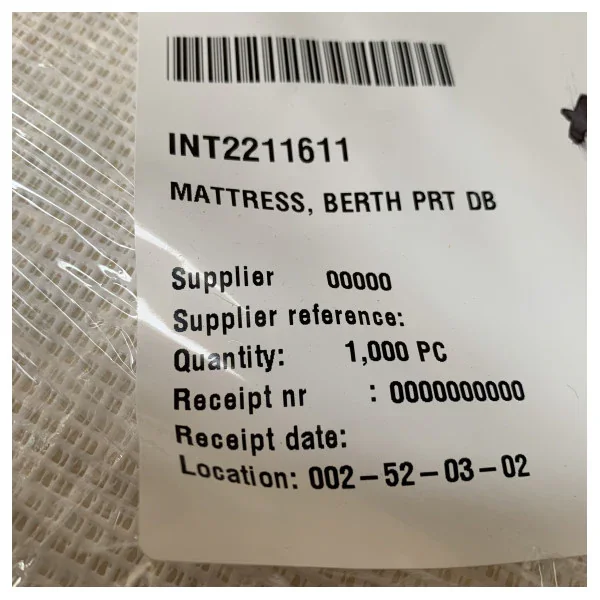 INT2211611
MATTRESS, BERTH PRT DB
Supplier 00000
Supplier reference:
Quantity: 1,000 PC
Receipt nr : 0000000000
Receipt date:
Location: 002-52-03-02